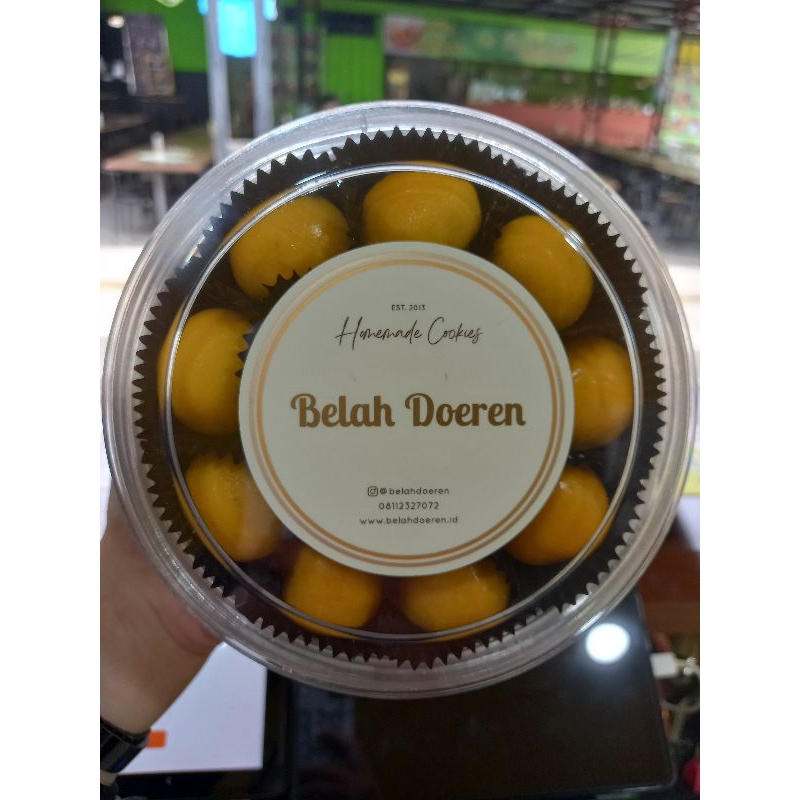 EST. 2013
Homemade Cookies
Belah Doeren
@belahdoeren
08112327072
www.belahdoeren.id